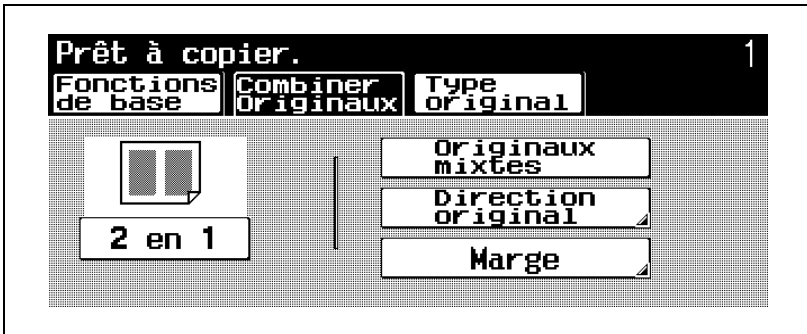 Prêt à copier. 1
Fonctions de base
Combiner Originaux
Type original
Originaux mixtes
Direction original
2 en 1
Marge